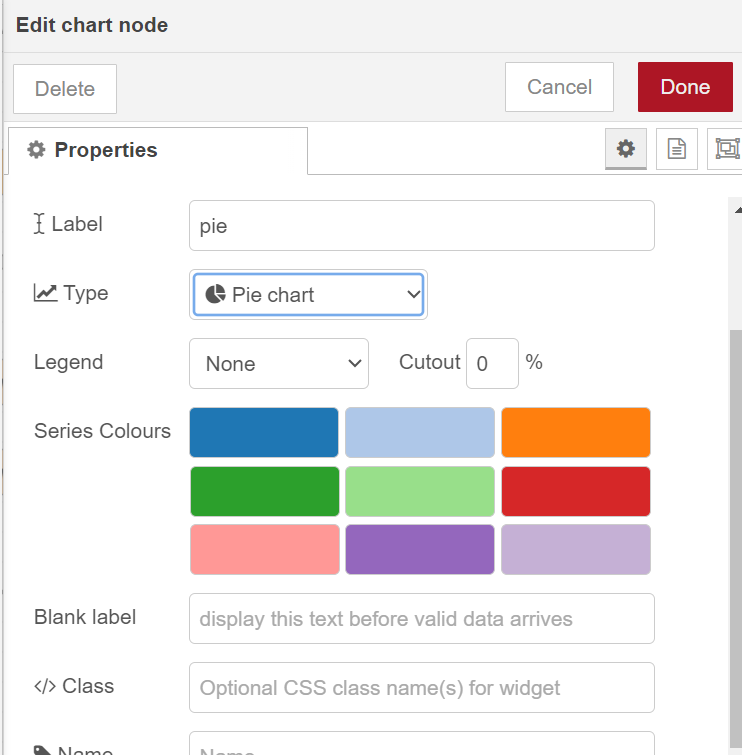 Edit chart node
Delete
Cancel
Done
Properties
Label
pie
Type
Pie chart
Legend
None
Cutout
0
%
Series Colours
Blank label
display this text before valid data arrives
</> Class
Optional CSS class name(s) for widget
Name
Name